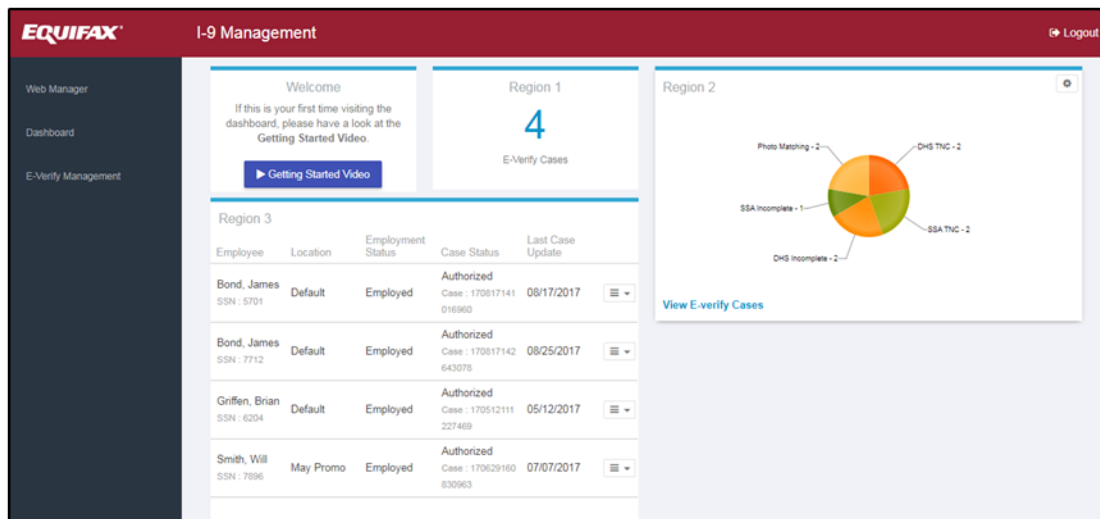 EQUIFAX
I-9 Management
Logout
Web Manager
Dashboard
E-Verify Management
Welcome
If this is your first time visiting the
dashboard, please have a look at the
Getting Started Video.
Getting Started Video
Region 1
4
E-Verify Cases
Region 2
Photo Matching - 2
DHS TNC - 2
SSA Incomplete - 1
SSA TNC - 2
DHS Incomplete - 2
View E-verify Cases
Region 3
Employee Location Employment Status Case Status Last Case Update
Bond, James
SSN : 5701
Default
Employed
Authorized
Case : 170817141
016960
08/17/2017
Bond, James
SSN : 7712
Default
Employed
Authorized
Case : 170817142
643078
08/25/2017
Griffen, Brian
SSN : 6204
Default
Employed
Authorized
Case : 170512111
227469
05/12/2017
Smith, Will
SSN : 7896
May Promo
Employed
Authorized
Case : 170629160
830963
07/07/2017